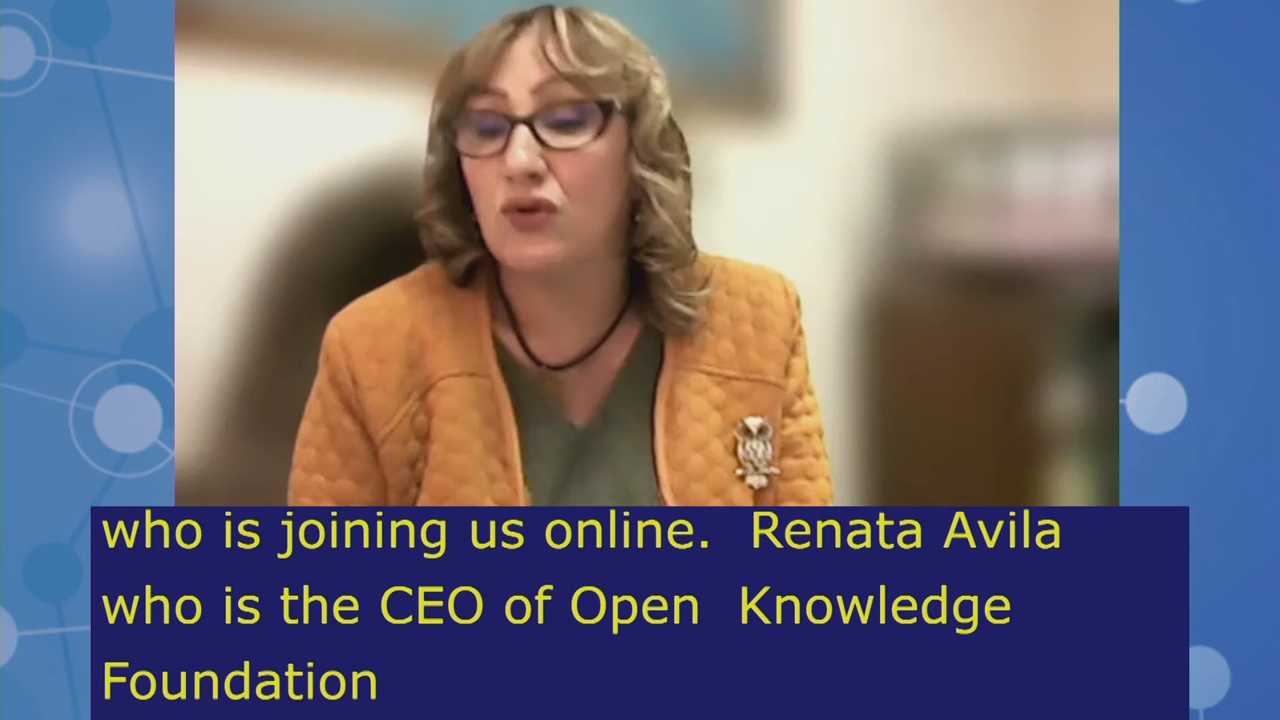 who is joining us online.  Renata Avila
who is the CEO of Open  Knowledge
Foundation